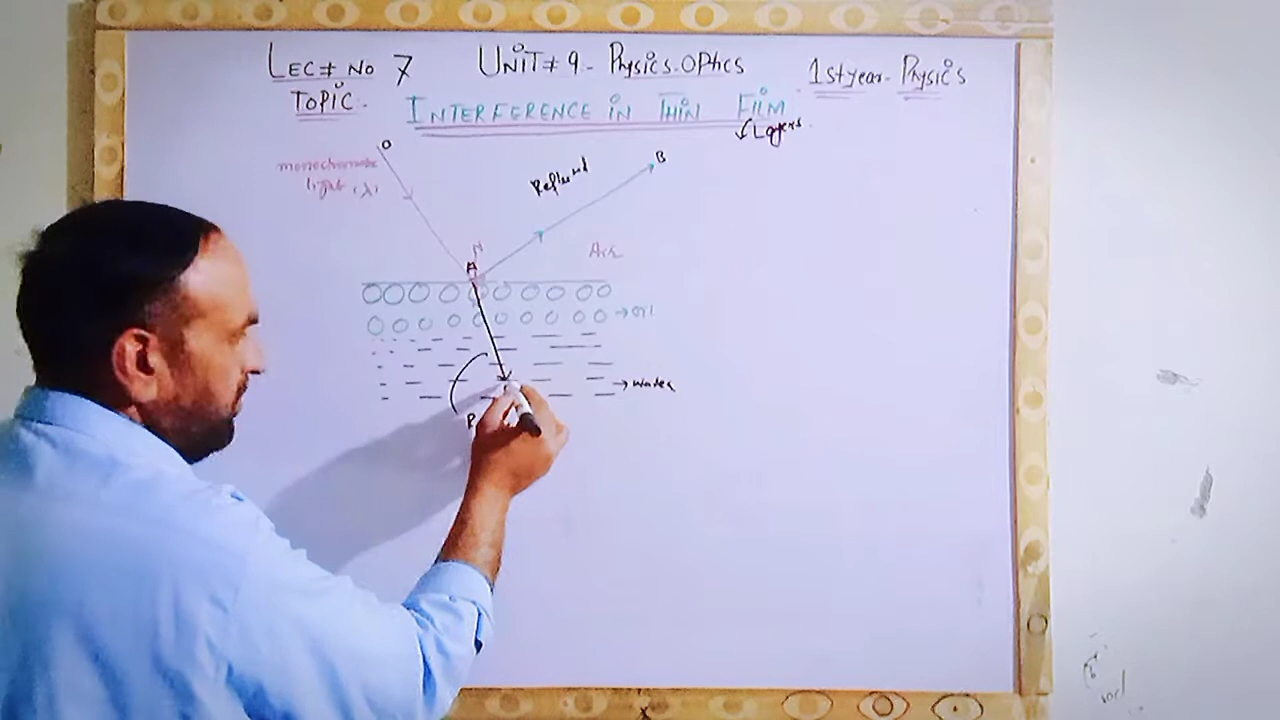 LEC# NO 7 UNIT# 9 - PHYSICS.OPTICS 1st year - PHYSICS
TOPIC. INTERFERENCE IN THIN FILM
Layers.
O
B
monochromatic
light (λ)
Reflected
N
A
Air
→ oil
→ water
P